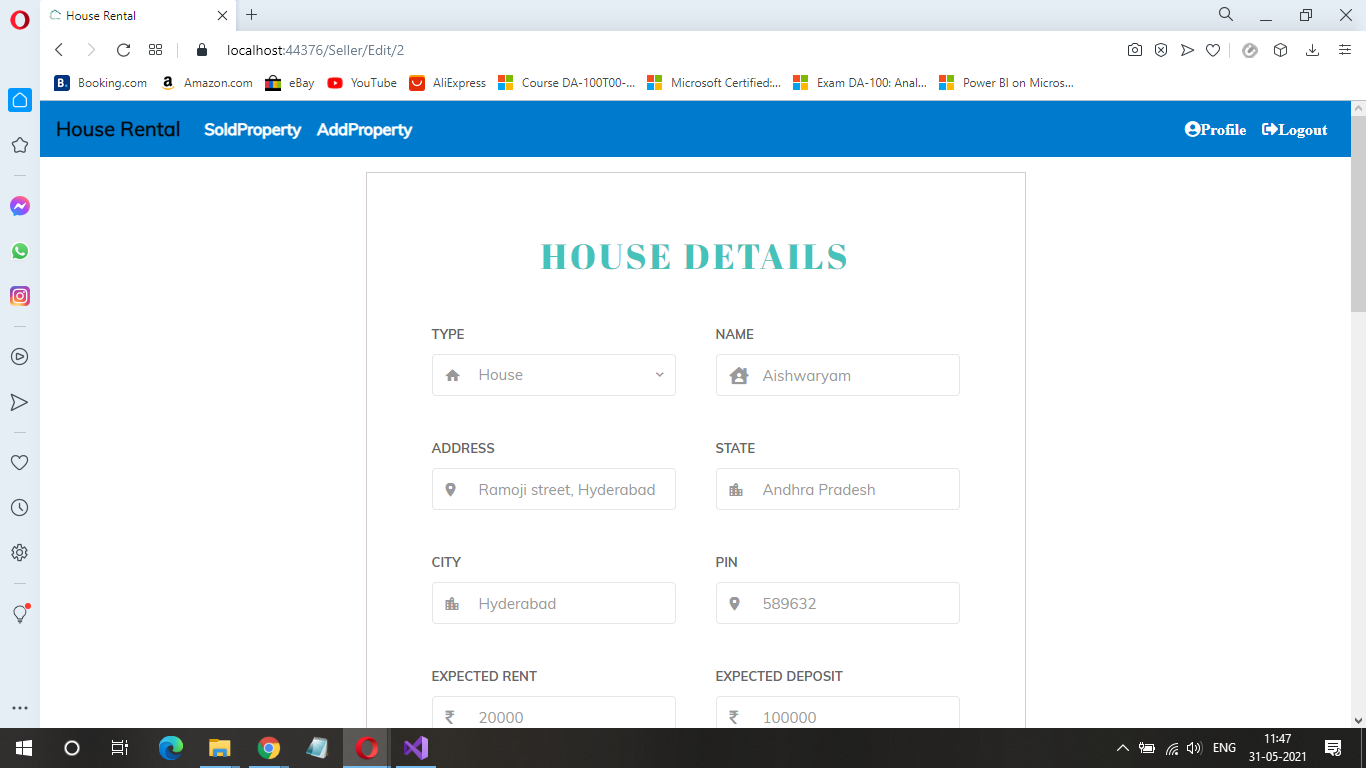 House Rental
localhost:44376/Seller/Edit/2
B. Booking.com a Amazon.com eBay YouTube AliExpress Course DA-100T00-... Microsoft Certified:... Exam DA-100: Anal... Power BI on Micros...
House Rental SoldProperty AddProperty Profile Logout
HOUSE DETAILS
TYPE NAME
House Aishwaryam
ADDRESS STATE
Ramoji street, Hyderabad Andhra Pradesh
CITY PIN
Hyderabad 589632
EXPECTED RENT EXPECTED DEPOSIT
₹ 20000 ₹ 100000
ENG 11:47
31-05-2021